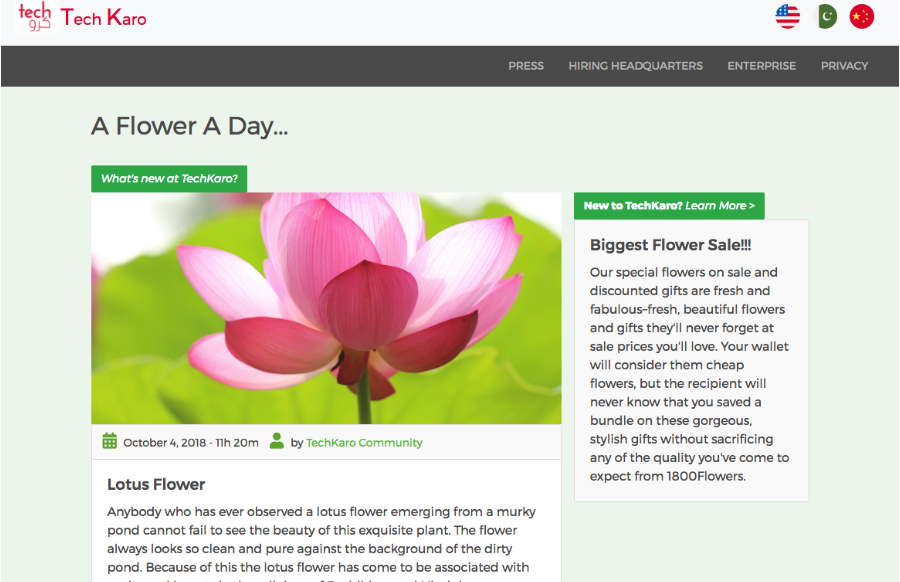 tech
کرو
Tech Karo
PRESS HIRING HEADQUARTERS ENTERPRISE PRIVACY
A Flower A Day...
What's new at TechKaro?
October 4, 2018 - 11h 20m by TechKaro Community
Lotus Flower
Anybody who has ever observed a lotus flower emerging from a murky
pond cannot fail to see the beauty of this exquisite plant. The flower
always looks so clean and pure against the background of the dirty
pond. Because of this the lotus flower has come to be associated with
New to TechKaro? Learn More >
Biggest Flower Sale!!!
Our special flowers on sale and
discounted gifts are fresh and
fabulous-fresh, beautiful flowers
and gifts they'll never forget at
sale prices you'll love. Your wallet
will consider them cheap
flowers, but the recipient will
never know that you saved a
bundle on these gorgeous,
stylish gifts without sacrificing
any of the quality you've come to
expect from 1800Flowers.